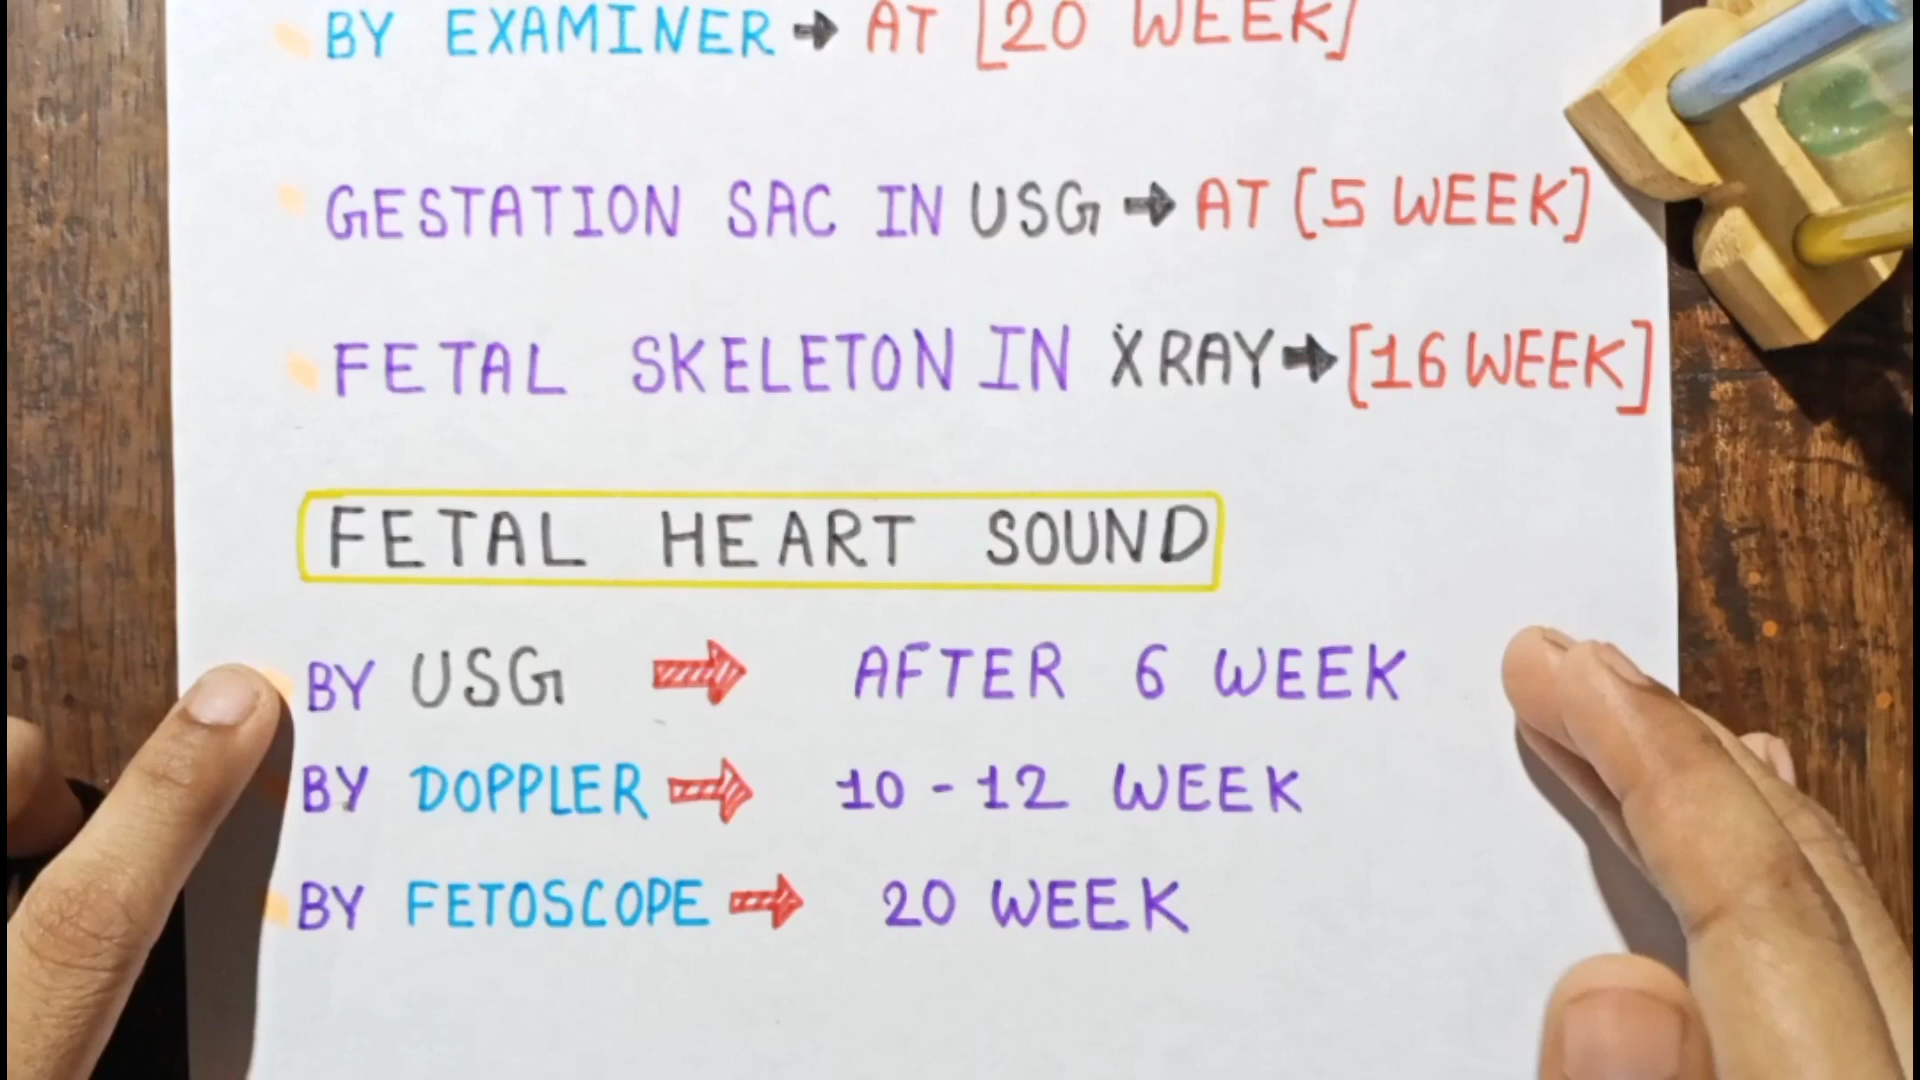 BY EXAMINER → AT [20 WEEK]
GESTATION SAC IN USG → AT [5 WEEK]
FETAL SKELETON IN XRAY → [16 WEEK]
FETAL HEART SOUND
BY USG → AFTER 6 WEEK
BY DOPPLER → 10 - 12 WEEK
BY FETOSCOPE → 20 WEEK